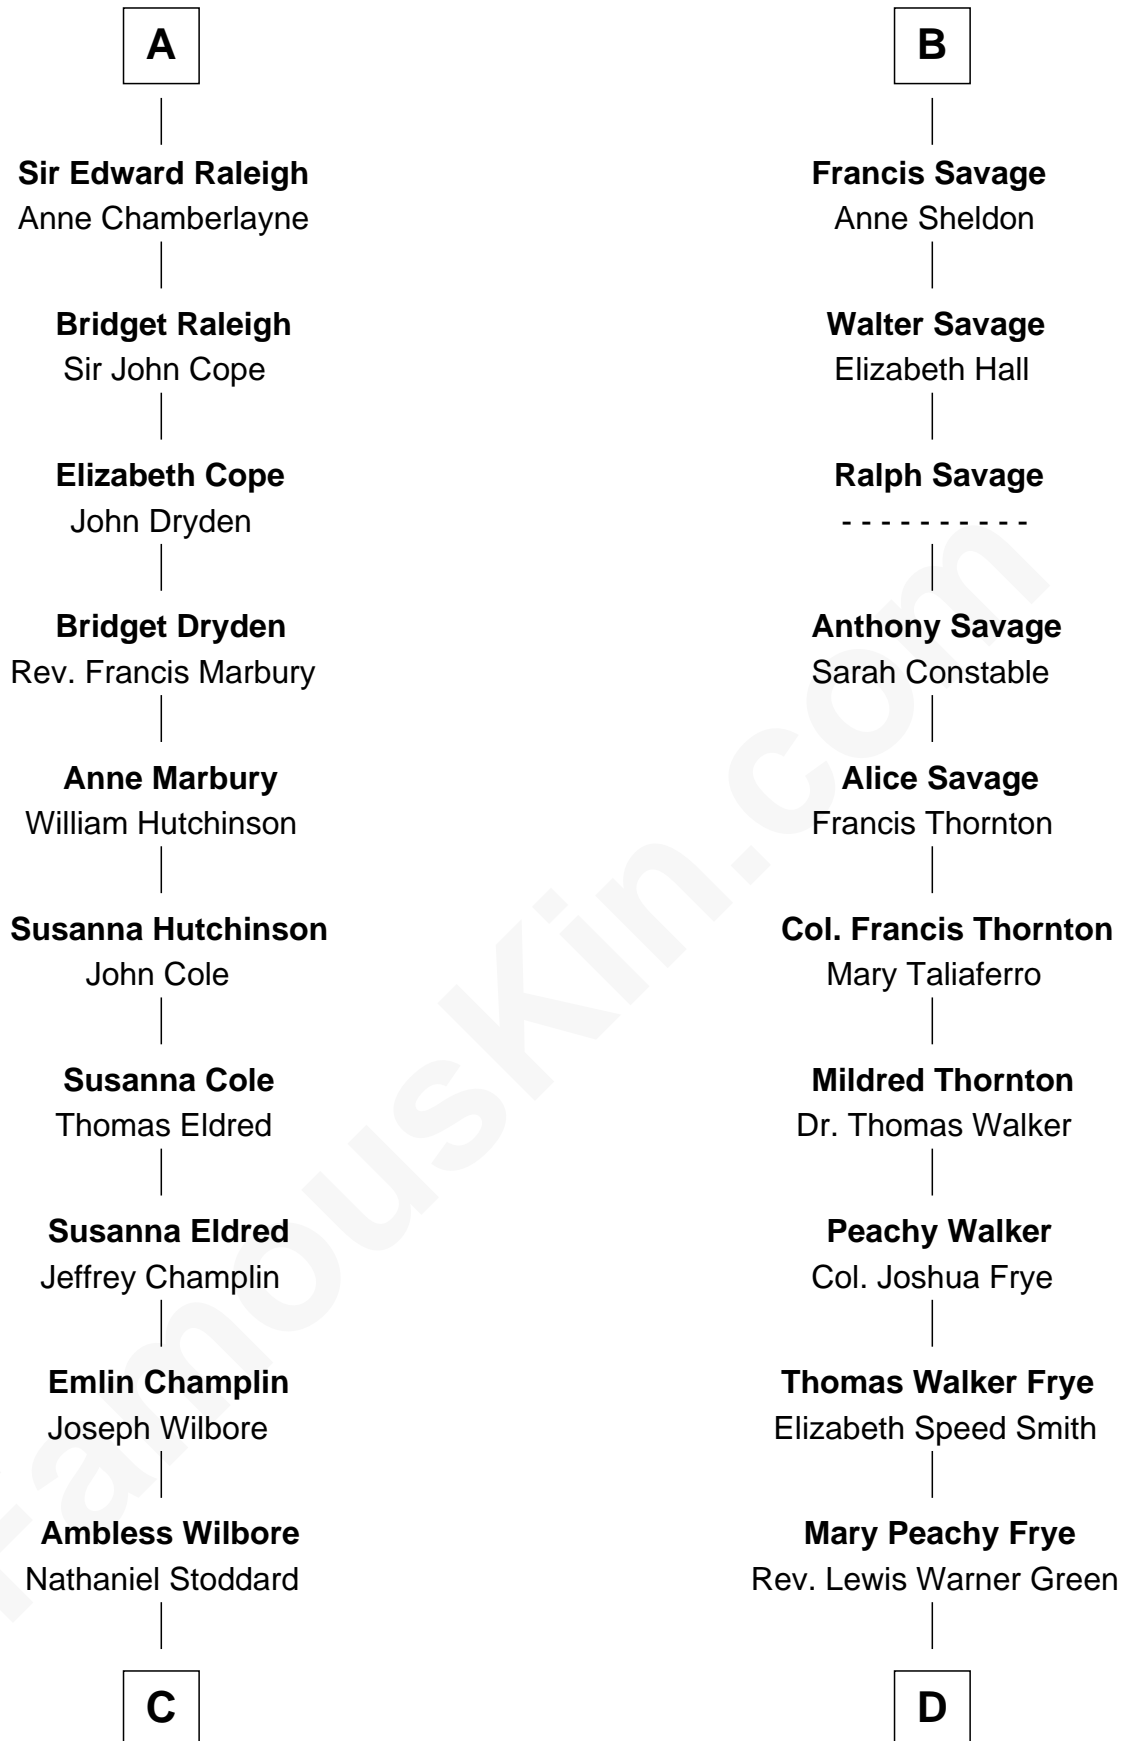 A
Sir Edward Raleigh
Anne Chamberlayne
Bridget Raleigh
Sir John Cope
Elizabeth Cope
John Dryden
Bridget Dryden
Rev. Francis Marbury
Anne Marbury
William Hutchinson
Susanna Hutchinson
John Cole
Susanna Cole
Thomas Eldred
Susanna Eldred
Jeffrey Champlin
Emlin Champlin
Joseph Wilbore
Ambless Wilbore
Nathaniel Stoddard
C
B
Francis Savage
Anne Sheldon
Walter Savage
Elizabeth Hall
Ralph Savage
- - - - - - - - - -
Anthony Savage
Sarah Constable
Alice Savage
Francis Thornton
Col. Francis Thornton
Mary Taliaferro
Mildred Thornton
Dr. Thomas Walker
Peachy Walker
Col. Joshua Frye
Thomas Walker Frye
Elizabeth Speed Smith
Mary Peachy Frye
Rev. Lewis Warner Green
D
FamousKin.com